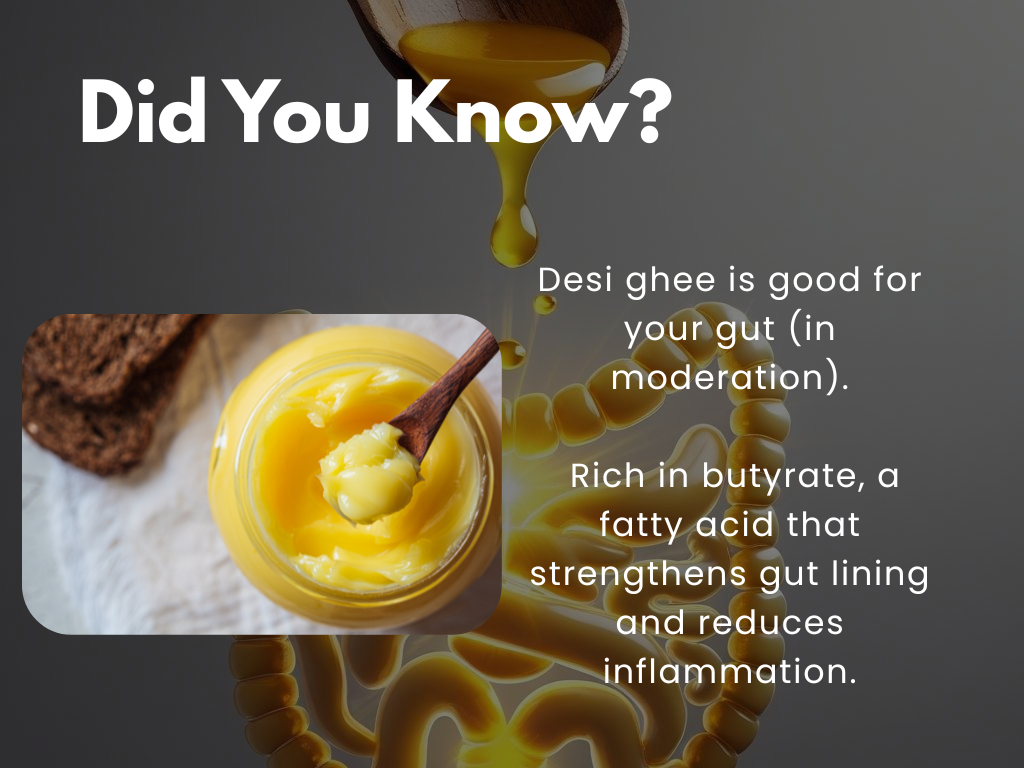 Did You Know?
Desi ghee is good for
your gut (in
moderation).
Rich in butyrate, a
fatty acid that
strengthens gut lining
and reduces
inflammation.